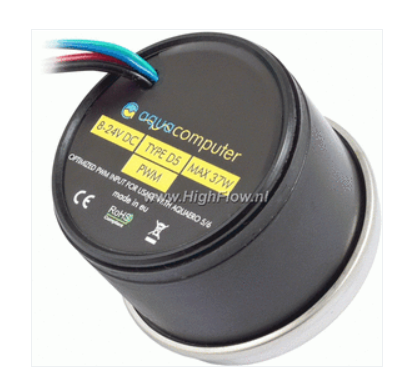 aquacomputer
8-24V DC TYPE D5 MAX 37W
PWM
OPTIMIZED PWM INPUT FOR USAGE WITH AQUAERO 5/6
made in eu
CE
RoHS
www.HighFlow.nl